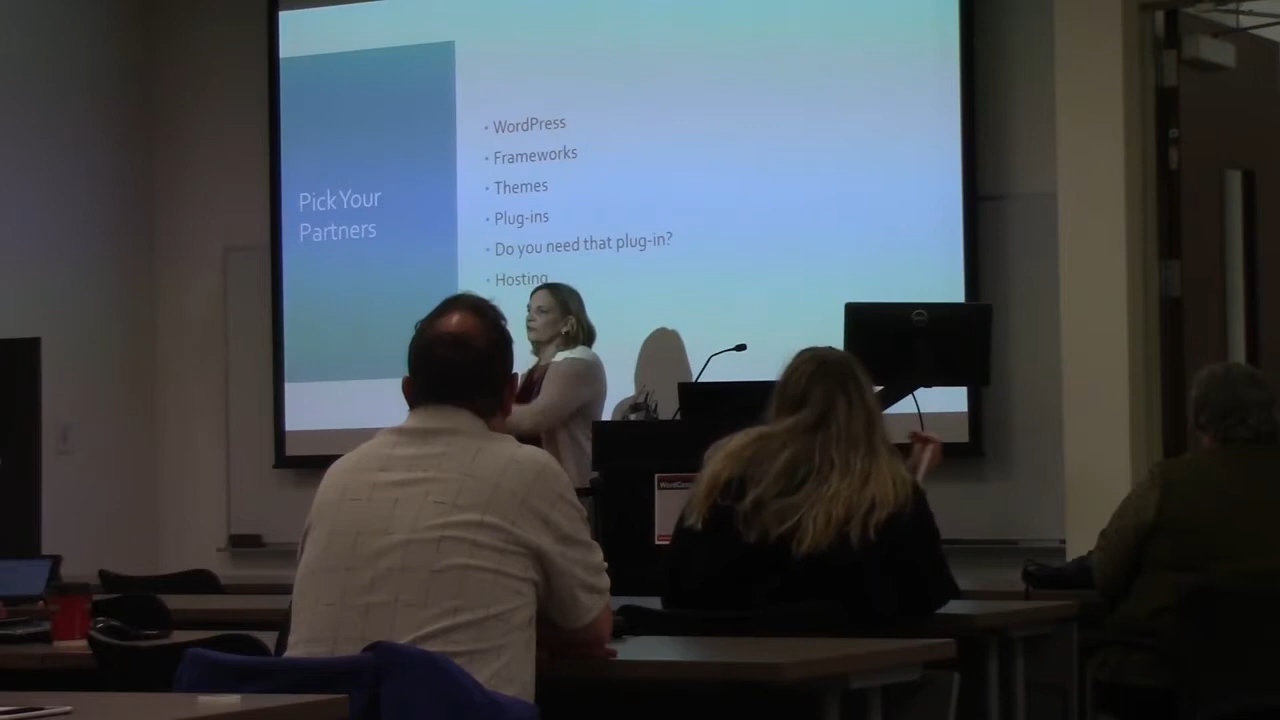 Pick Your
Partners
WordPress
Frameworks
Themes
Plug-ins
Do you need that plug-in?
Hosting